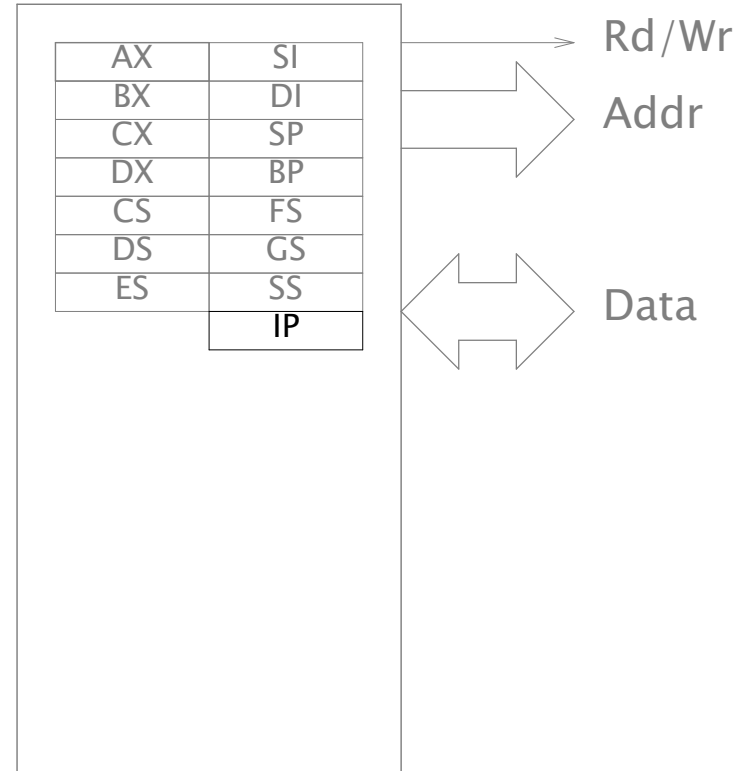 AX SI
BX DI
CX SP
DX BP
CS FS
DS GS
ES SS
IP
Rd/Wr
Addr
Data